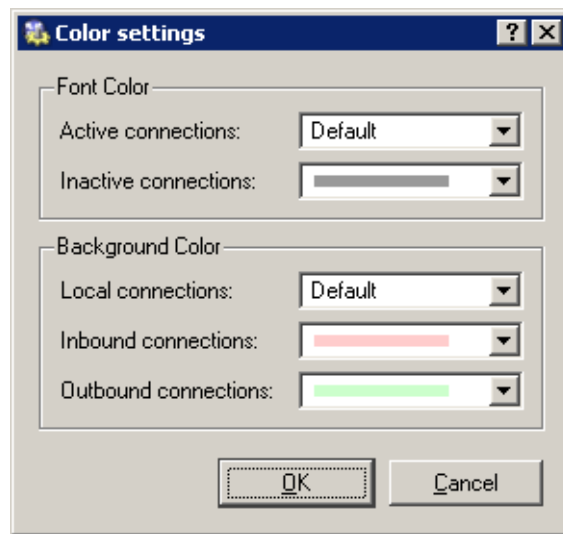 Color settings
Font Color
Active connections: Default
Inactive connections:
Background Color
Local connections: Default
Inbound connections:
Outbound connections:
OK Cancel